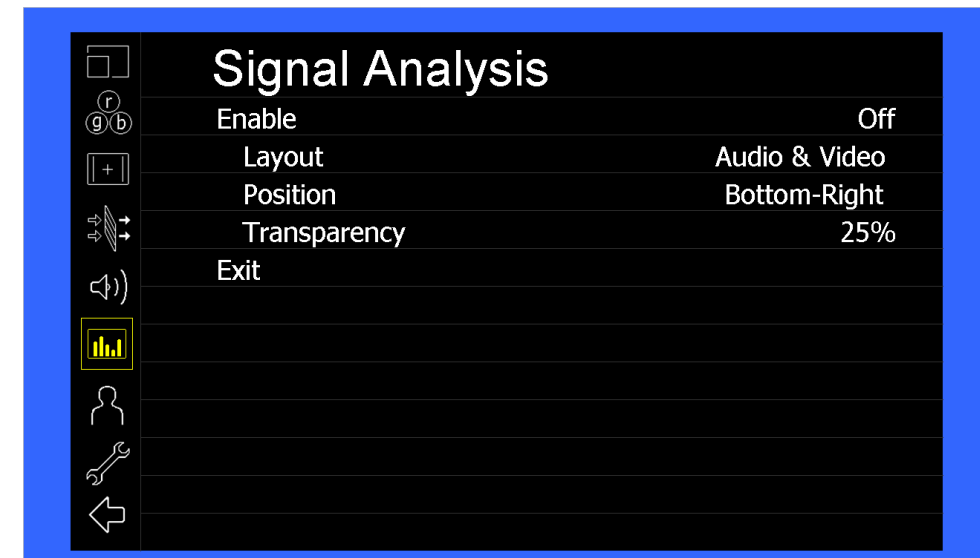 Signal Analysis
r
g b
Enable Off
Layout Audio & Video
Position Bottom-Right
Transparency 25%
Exit